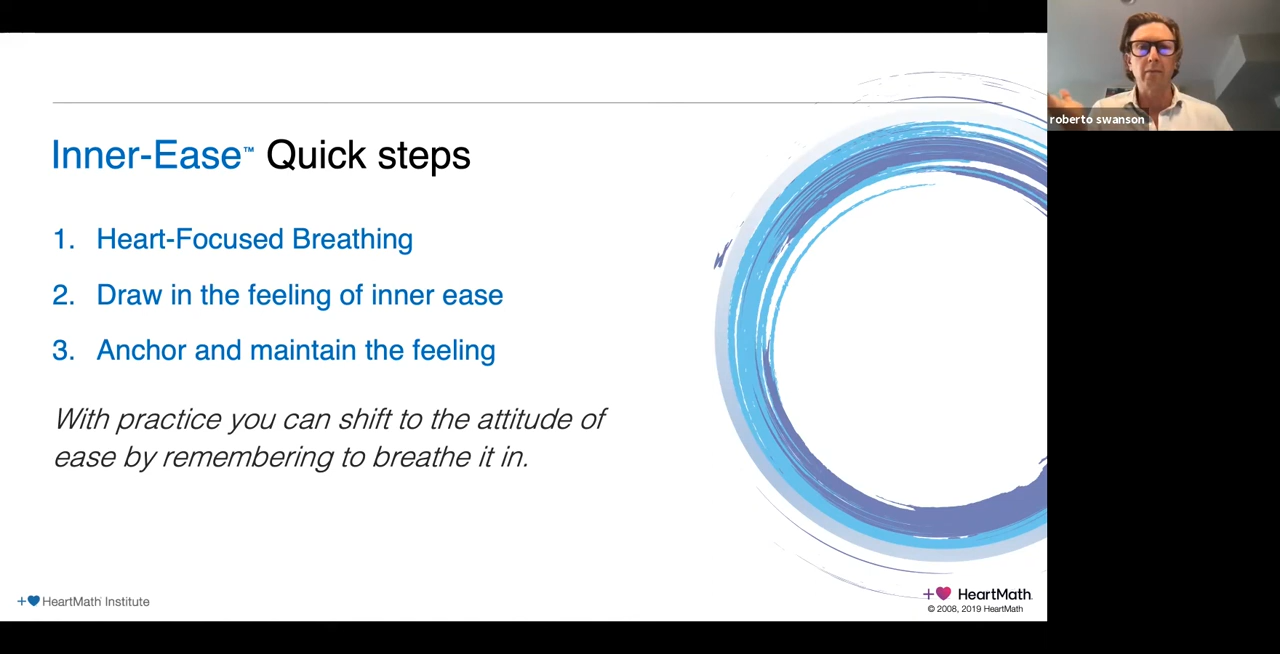 roberto swanson
Inner-Ease™ Quick steps
1. Heart-Focused Breathing
2. Draw in the feeling of inner ease
3. Anchor and maintain the feeling
With practice you can shift to the attitude of
ease by remembering to breathe it in.
HeartMath Institute
HeartMath.
© 2008, 2019 HeartMath